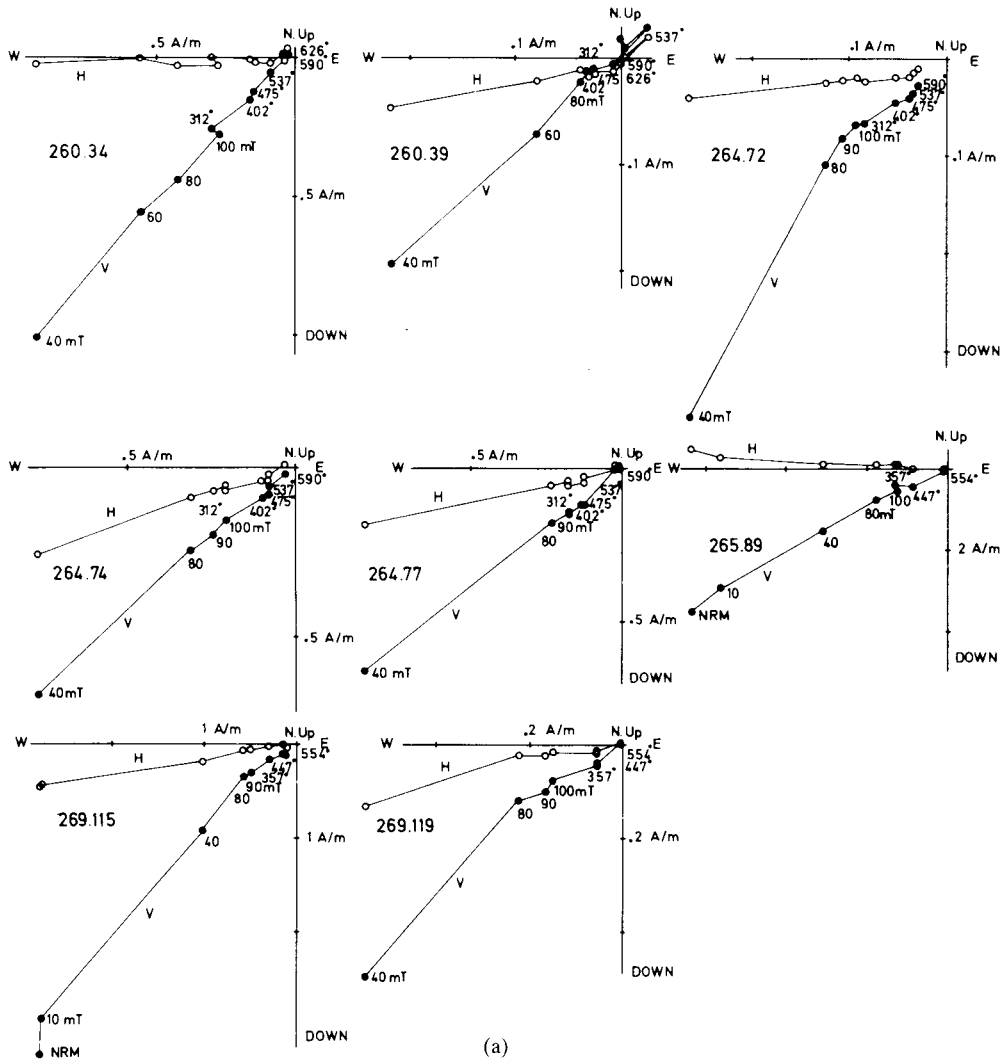 N.Up
.5 A/m
W
E
626°
590°
H
537°
475°
402°
312°
100 mT
260.34
80
60
.5 A/m
V
40 mT
DOWN
N.Up
.1 A/m
537°
W
E
312°
590°
626°
H
475°
402°
80mT
260.39
60
.1 A/m
V
40 mT
DOWN
N.Up
.1 A/m
W
E
H
590°
537°
475°
402°
312°
100 mT
264.72
90
80
.1 A/m
V
DOWN
40mT
N.Up
.5 A/m
W
E
590°
537°
H
475°
402°
312°
100mT
264.74
90
80
V
.5 A/m
40mT
DOWN
N.Up
.5 A/m
W
.E
537°
H
312°
475°
402°
90mT
264.77
80
V
.5 A/m
40 mT
DOWN
N.Up
H
W
E
554°
357°
447°
100
80mT
265.89
40
2 A/m
10
V
NRM
DOWN
1 A/m
N.Up
W
.E
H
554°
447°
357°
90mT
80
269.115
1 A/m
40
V
10 mT
DOWN
NRM
N.Up
.2 A/m
W
.E
H
554°
447°
357°
100mT
90
80
269.119
.2 A/m
V
40 mT
DOWN
(a)